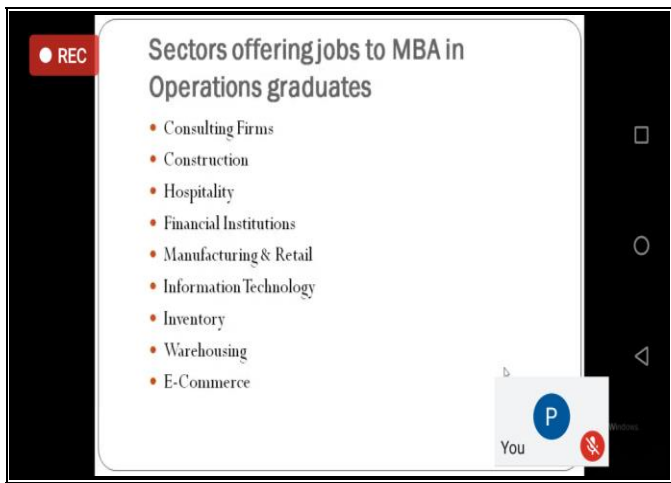 REC
Sectors offering jobs to MBA in
Operations graduates
• Consulting Firms
• Construction
• Hospitality
• Financial Institutions
• Manufacturing & Retail
• Information Technology
• Inventory
• Warehousing
• E-Commerce
P
You
Windows